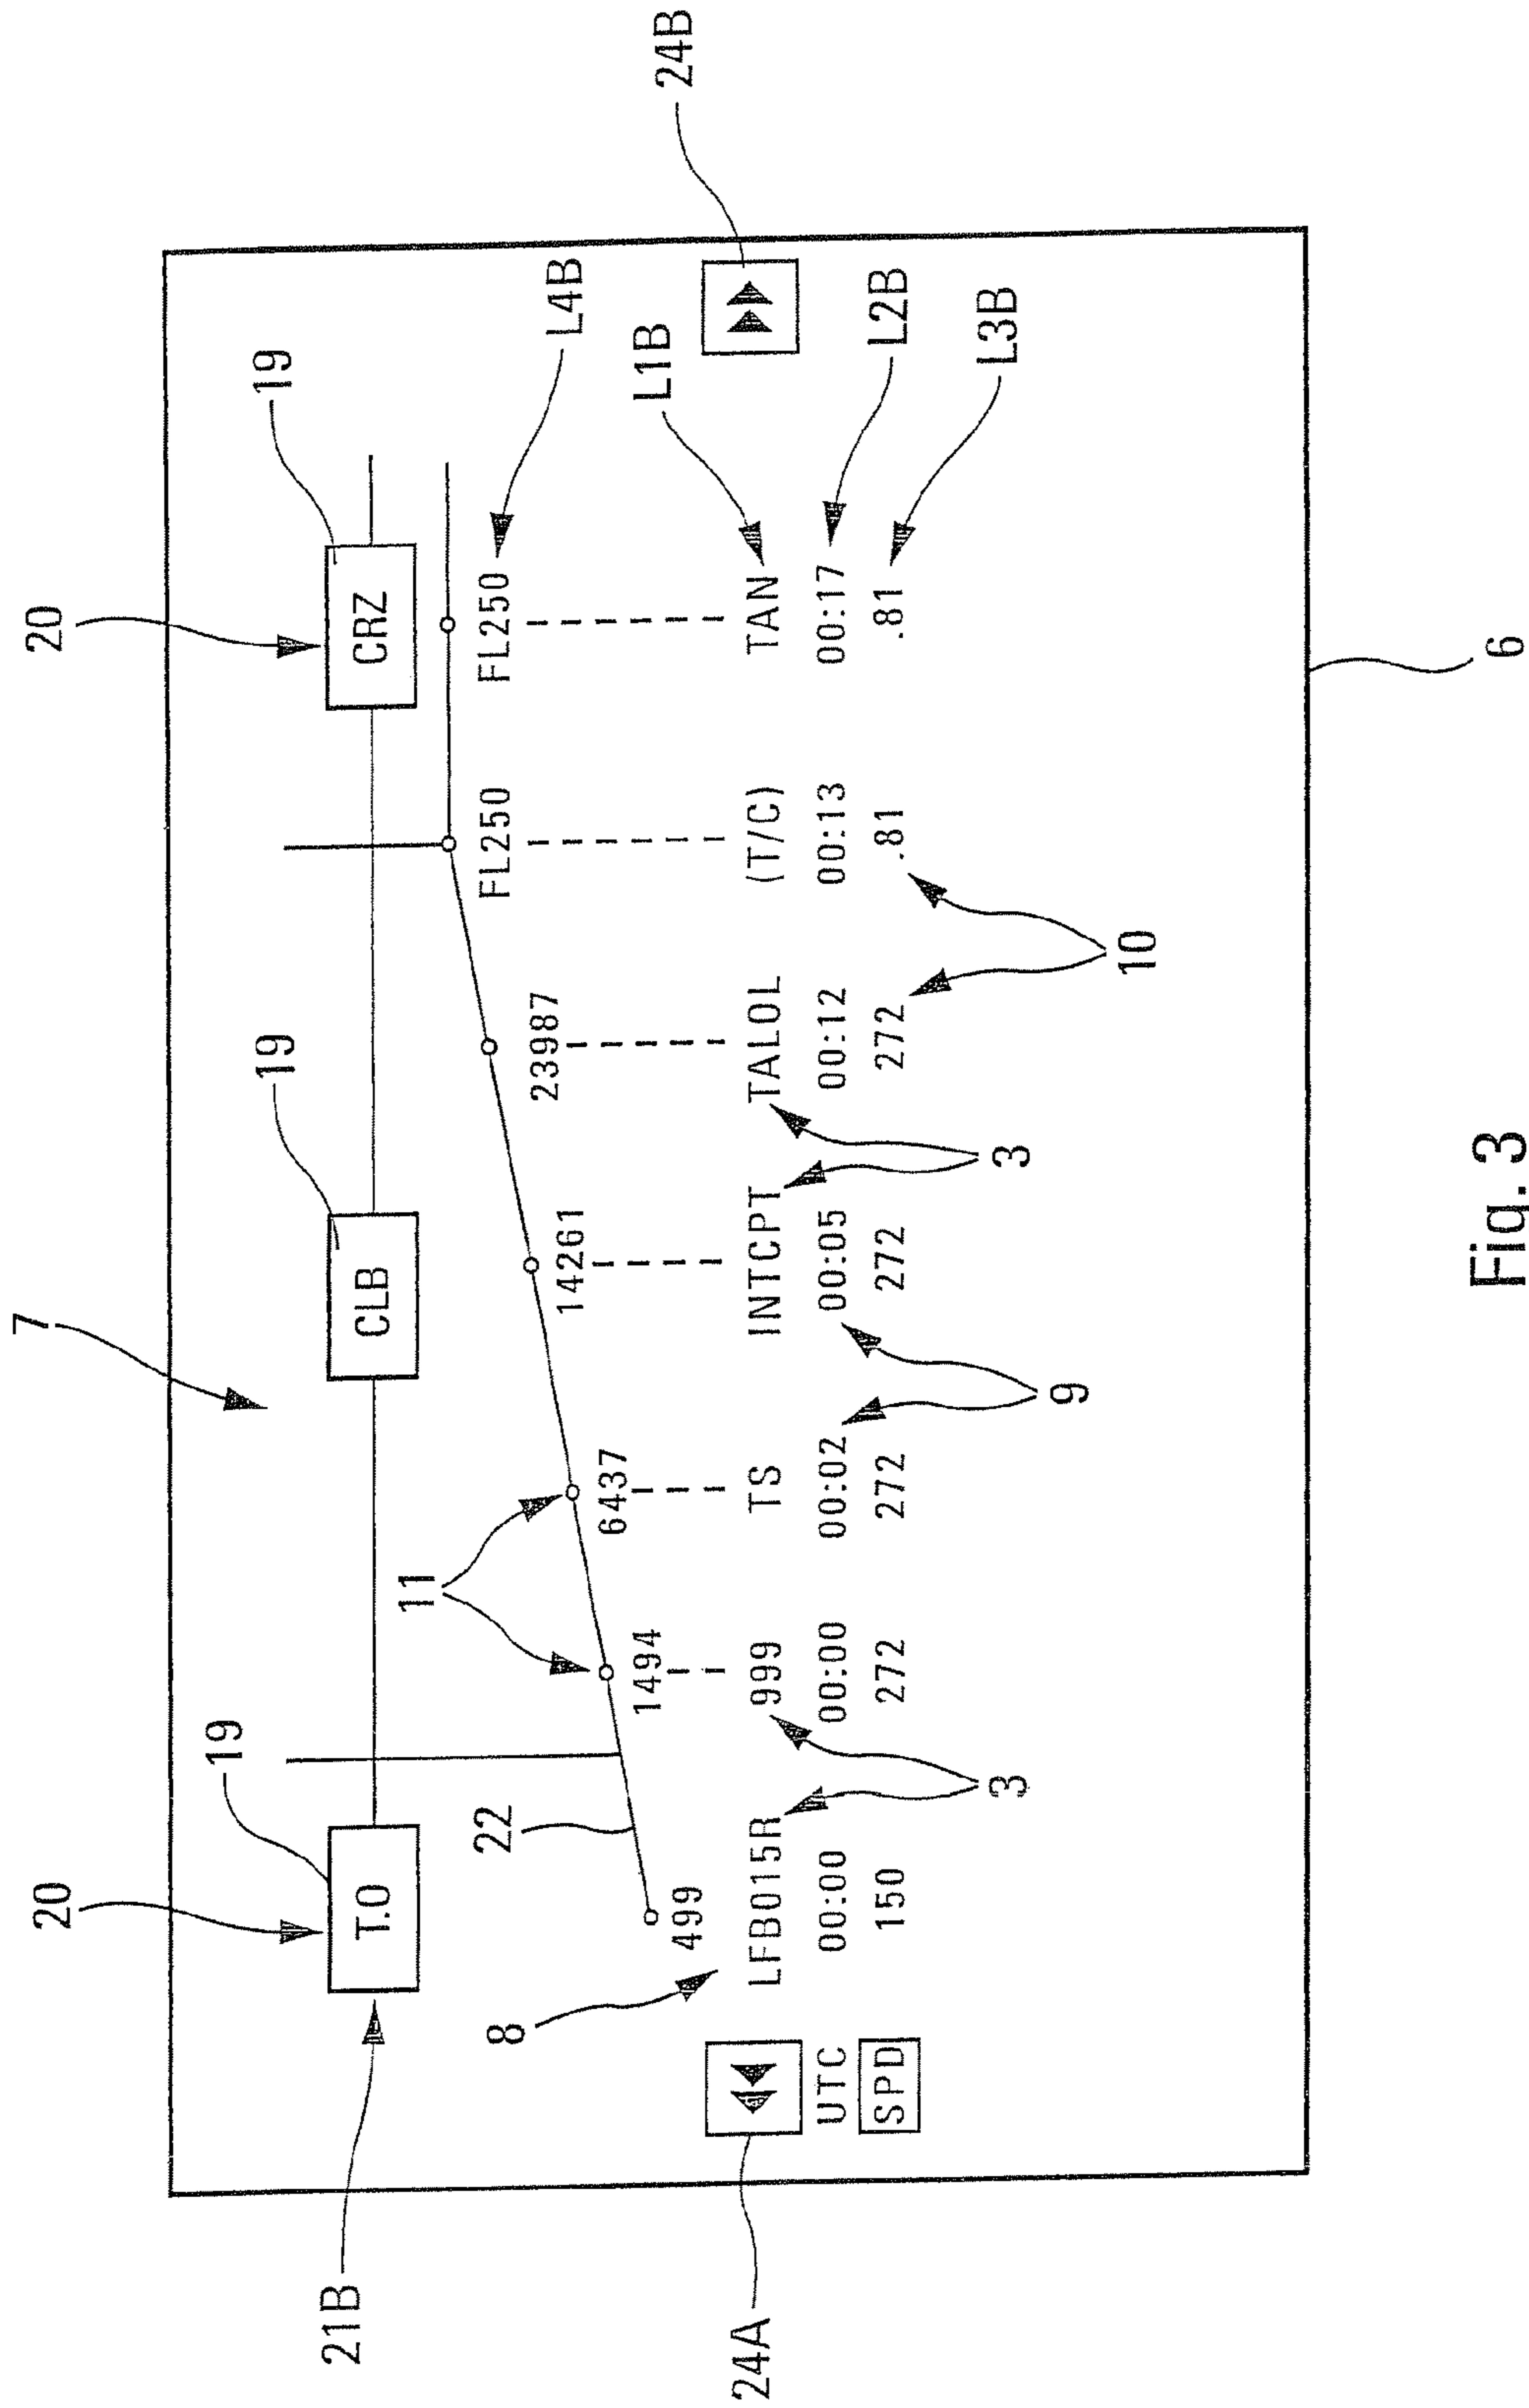 20
7
20
19
19
19
21B
T.O
CLB
CRZ
11
22
L4B
499
1494
6437
14261
23987
FL250
FL250
8
L1B
24B
24A
LFB015R
999
TS
INTCPT
TALOL
(T/C)
TAN
UTC
00:00
00:00
00:02
00:05
00:12
00:13
00:17
L2B
SPD
150
272
272
272
272
.81
.81
L3B
3
9
3
10
6
Fig. 3